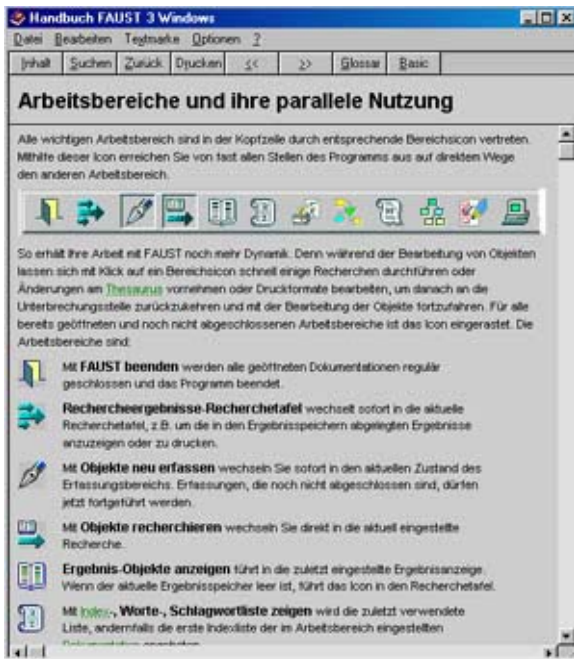 Handbuch FAUST 3 Windows
Datei Bearbeiten Textmarke Optionen ?
Inhalt Suchen Zurück Drucken << >> Glossar Basic
Arbeitsbereiche und ihre parallele Nutzung
Alle wichtigen Arbeitsbereich sind in der Kopfzeile durch entsprechende Bereichsicon vertreten.
Mithilfe dieser Icon erreichen Sie von fast allen Stellen des Programms aus auf direktem Wege
den anderen Arbeitsbereich.
So erhält Ihre Arbeit mit FAUST noch mehr Dynamik. Denn während der Bearbeitung von Objekten
lassen sich mit Klick auf ein Bereichsicon schnell einige Recherchen durchführen oder
Änderungen am Thesaurus vornehmen oder Druckformate bearbeiten, um danach an die
Unterbrechungsstelle zurückzukehren und mit der Bearbeitung der Objekte fortzufahren. Für alle
bereits geöffneten und noch nicht abgeschlossenen Arbeitsbereiche ist das Icon eingerastet. Die
Arbeitsbereiche sind:
Mit FAUST beenden werden alle geöffneten Dokumentationen regulär
geschlossen und das Programm beendet.
Rechercheergebnisse-Recherchetafel wechselt sofort in die aktuelle
Recherchetafel, z.B. um die in den Ergebnisspeichern abgelegten Ergebnisse
anzuzeigen oder zu drucken.
Mit Objekte neu erfassen wechseln Sie sofort in den aktuellen Zustand des
Erfassungsbereichs. Erfassungen, die noch nicht abgeschlossen sind, dürfen
jetzt fortgeführt werden.
Mit Objekte recherchieren wechseln Sie direkt in die aktuell eingestellte
Recherche.
Ergebnis-Objekte anzeigen führt in die zuletzt eingestellte Ergebnisanzeige.
Wenn der aktuelle Ergebnisspeicher leer ist, führt das Icon in den Recherchetafel.
Mit Index-, Worte-, Schlagwortliste zeigen wird die zuletzt verwendete
Liste, andernfalls die erste Indexliste der im Arbeitsbereich eingestellten